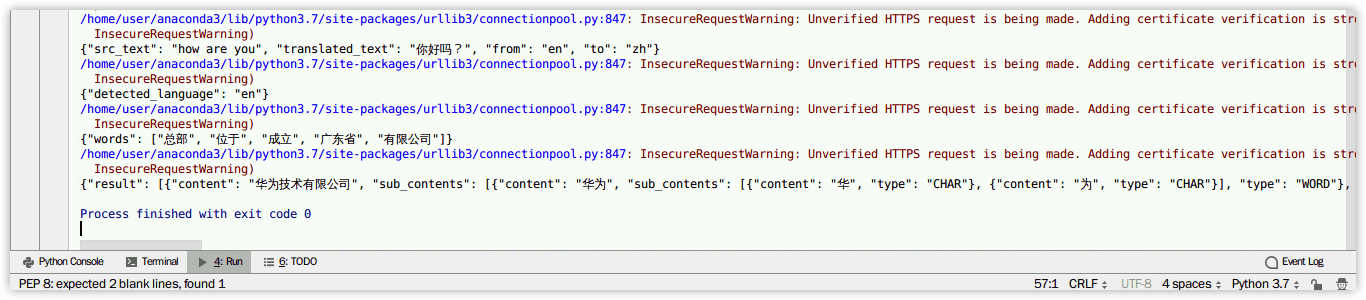 /home/user/anaconda3/lib/python3.7/site-packages/urllib3/connectionpool.py:847: InsecureRequestWarning: Unverified HTTPS request is being made. Adding certificate verification is stro
InsecureRequestWarning)
{"src_text": "how are you", "translated_text": "你好吗？", "from": "en", "to": "zh"}
/home/user/anaconda3/lib/python3.7/site-packages/urllib3/connectionpool.py:847: InsecureRequestWarning: Unverified HTTPS request is being made. Adding certificate verification is stro
InsecureRequestWarning)
{"detected_language": "en"}
/home/user/anaconda3/lib/python3.7/site-packages/urllib3/connectionpool.py:847: InsecureRequestWarning: Unverified HTTPS request is being made. Adding certificate verification is stro
InsecureRequestWarning)
{"words": ["总部", "位于", "成立", "广东省", "有限公司"]}
/home/user/anaconda3/lib/python3.7/site-packages/urllib3/connectionpool.py:847: InsecureRequestWarning: Unverified HTTPS request is being made. Adding certificate verification is stro
InsecureRequestWarning)
{"result": [{"content": "华为技术有限公司", "sub_contents": [{"content": "华为", "sub_contents": [{"content": "华", "type": "CHAR"}, {"content": "为", "type": "CHAR"}], "type": "WORD"},
Process finished with exit code 0
Python Console Terminal 4: Run 6: TODO Event Log
PEP 8: expected 2 blank lines, found 1 57:1 CRLF UTF-8 4 spaces Python 3.7